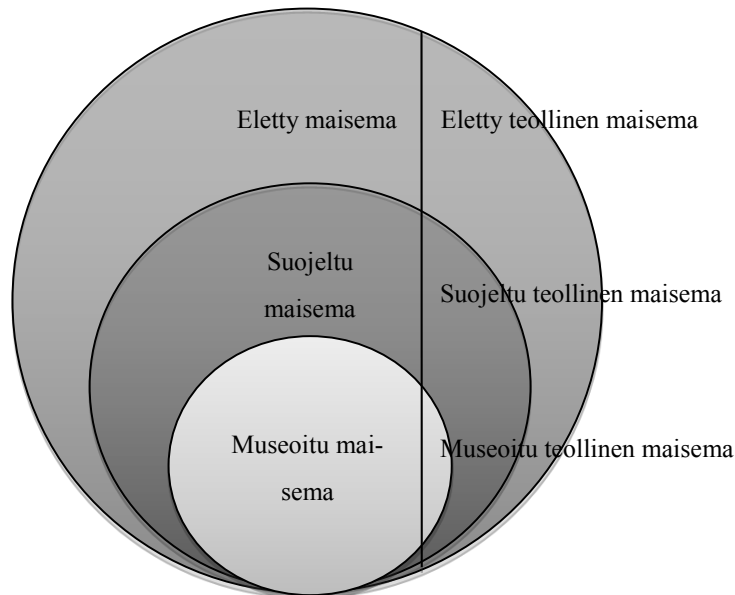 Eletty maisema
Eletty teollinen maisema
Suojeltu
maisema
Suojeltu teollinen maisema
Museoitu mai-
sema
Museoitu teollinen maisema